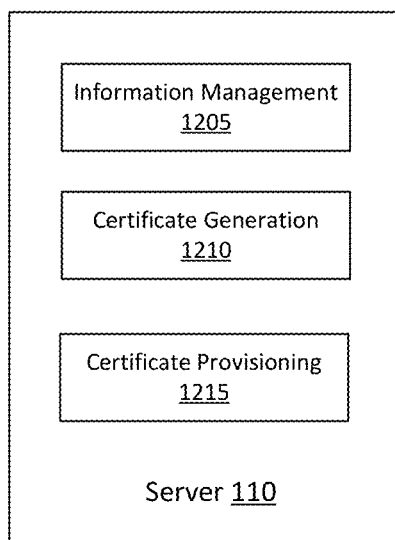 Information Management
1205
Certificate Generation
1210
Certificate Provisioning
1215
Server 110